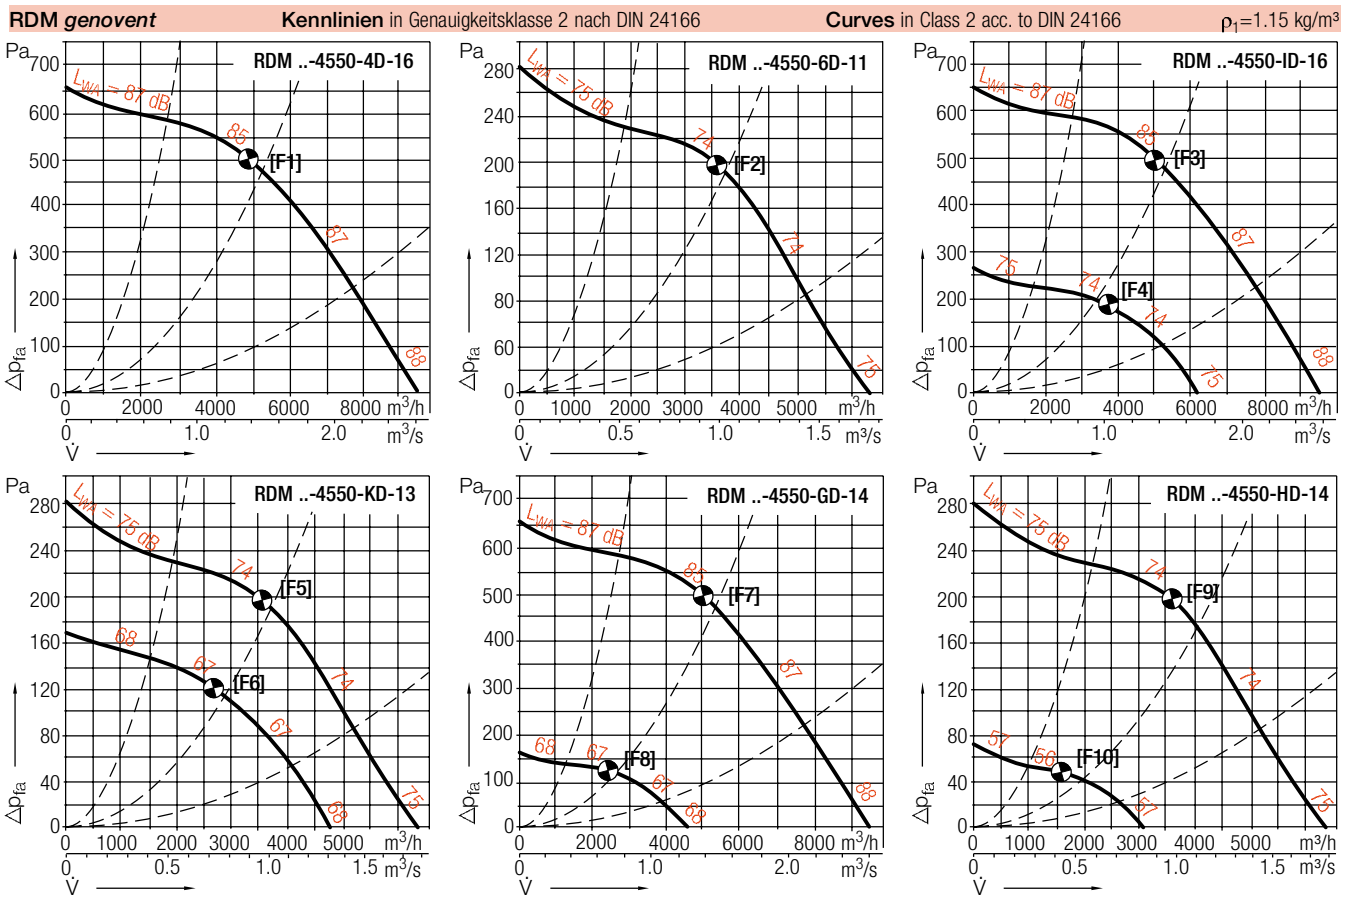 RDM genovent Kennlinien in Genauigkeitsklasse 2 nach DIN 24166 Curves in Class 2 acc. to DIN 24166 ρ1=1.15 kg/m³
Pa
RDM ..-4550-4D-16
700
600
500
400
300
200
100
0
△pfa
LWA = 87 dB
85
[F1]
87
88
0 2000 4000 6000 8000 m³/h
0 1.0 2.0 m³/s
V̇
Pa
RDM ..-4550-6D-11
280
240
200
160
120
80
60
0
△pfa
LWA = 75 dB
74
[F2]
74
75
0 1000 2000 3000 4000 5000 m³/h
0 0.5 1.0 1.5 m³/s
V̇
Pa
RDM ..-4550-ID-16
700
600
500
400
300
200
100
0
△pfa
LWA = 87 dB
85
[F3]
87
88
75
74
[F4]
74
75
0 2000 4000 6000 8000 m³/h
0 1.0 2.0 m³/s
V̇
Pa
RDM ..-4550-KD-13
280
240
200
160
120
80
40
0
△pfa
LWA = 75 dB
74
[F5]
74
75
68
67
[F6]
67
68
0 1000 2000 3000 4000 5000 m³/h
0 0.5 1.0 1.5 m³/s
V̇
Pa
RDM ..-4550-GD-14
700
600
500
400
300
200
100
0
△pfa
LWA = 87 dB
85
[F7]
87
88
68
67
[F8]
67
68
0 2000 4000 6000 8000 m³/h
0 1.0 2.0 m³/s
V̇
Pa
RDM ..-4550-HD-14
280
240
200
160
120
80
40
0
△pfa
LWA = 75 dB
74
[F9]
74
75
57
56
[F10]
57
0 1000 2000 3000 4000 5000 m³/h
0 0.5 1.0 1.5 m³/s
V̇